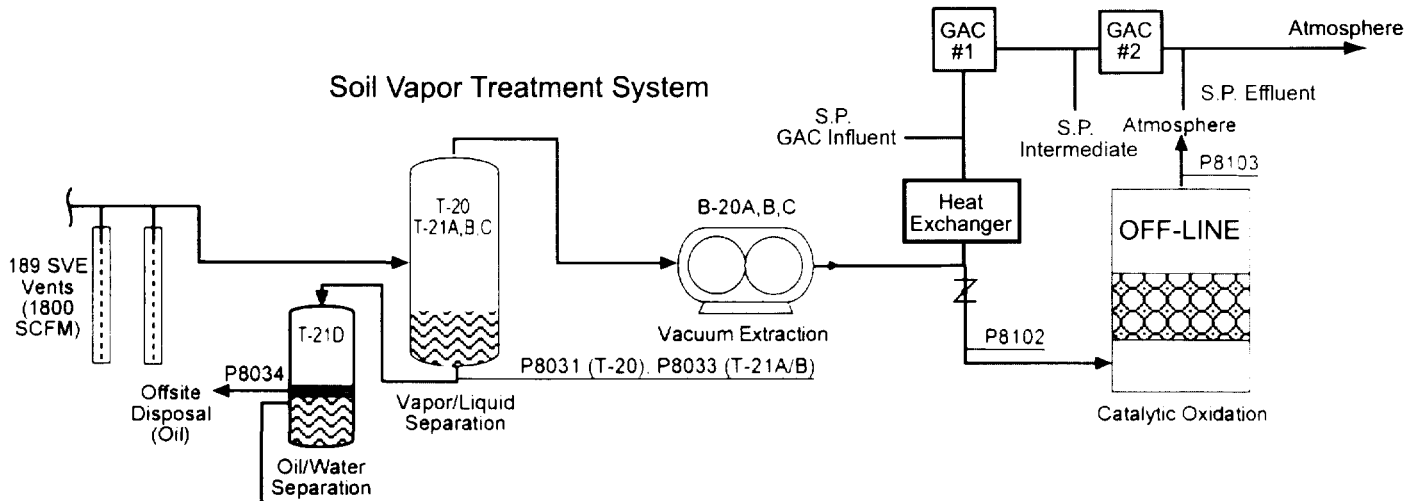 Soil Vapor Treatment System
GAC
#1
GAC
#2
Atmosphere
S.P.
GAC Influent
S.P.
Intermediate
S.P. Effluent
Atmosphere
P8103
Heat
Exchanger
OFF-LINE
T-20
T-21A,B,C
B-20A,B,C
189 SVE
Vents
(1800
SCFM)
T-21D
Vacuum Extraction
P8102
P8031 (T-20). P8033 (T-21A/B)
P8034
Offsite
Disposal
(Oil)
Vapor/Liquid
Separation
Catalytic Oxidation
Oil/Water
Separation